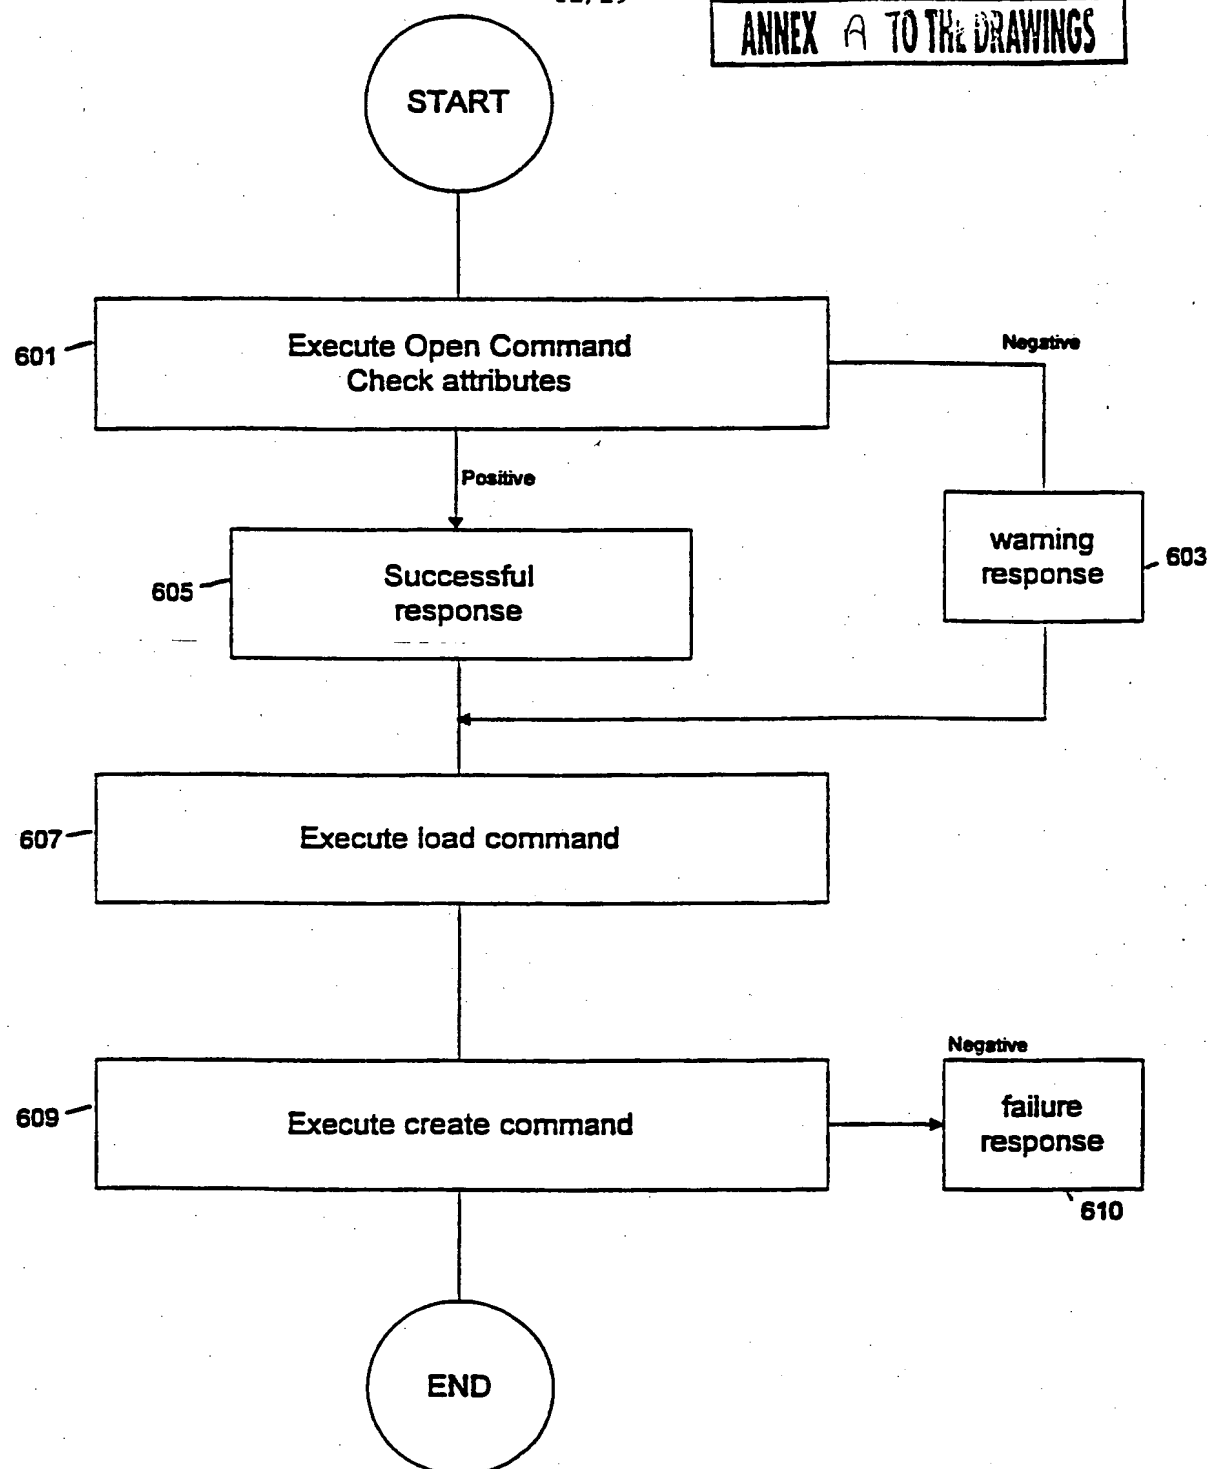 ANNEX A TO THE DRAWINGS
START
601
Execute Open Command
Check attributes
Negative
Positive
605
Successful
response
warning
response
603
607
Execute load command
609
Execute create command
Negative
failure
response
610
END